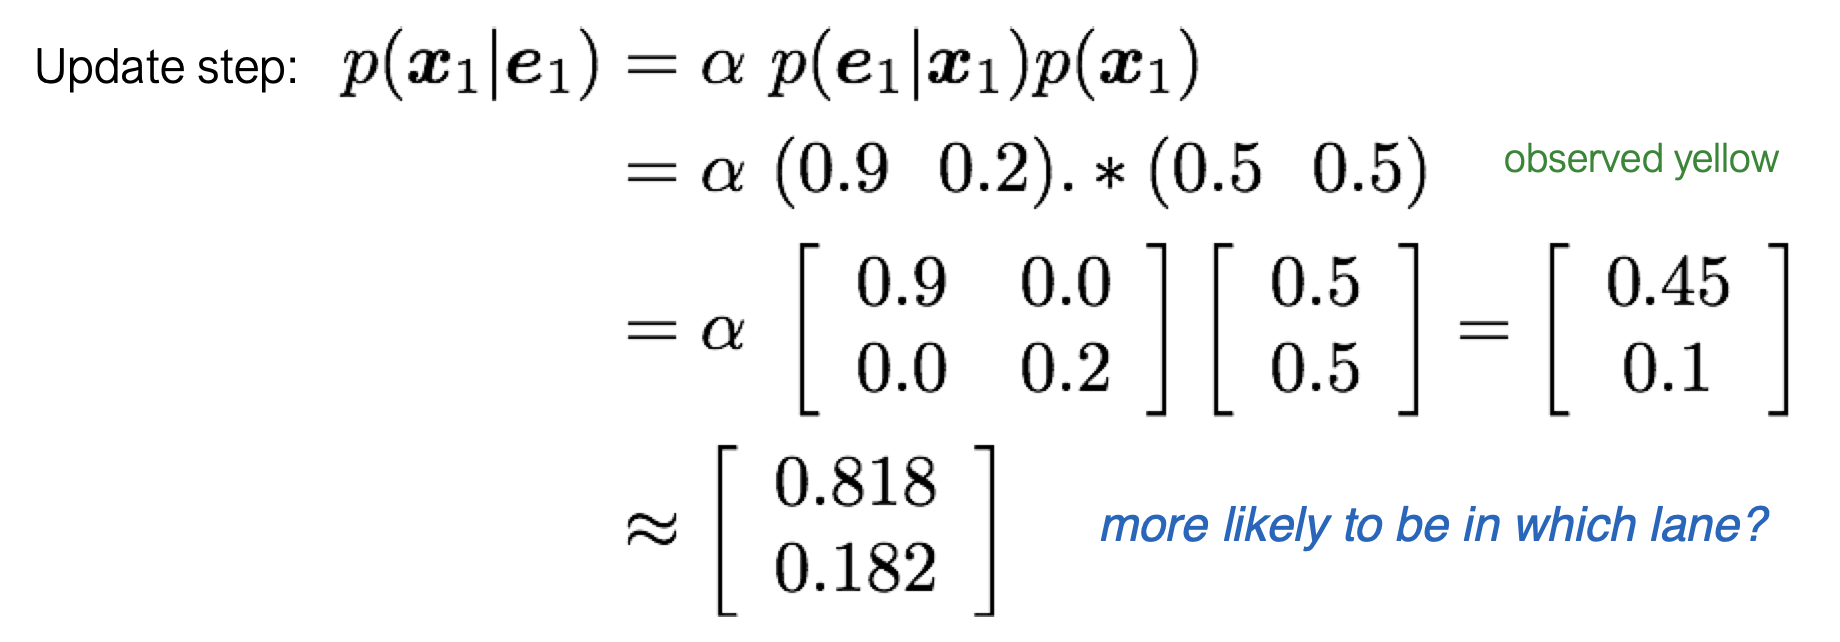 Update step: p(x₁|e₁) = α p(e₁|x₁)p(x₁)
= α (0.9 0.2). * (0.5 0.5) observed yellow
= α [ 0.9 0.0 ; 0.0 0.2 ] [ 0.5 ; 0.5 ] = [ 0.45 ; 0.1 ]
≈ [ 0.818 ; 0.182 ] more likely to be in which lane?